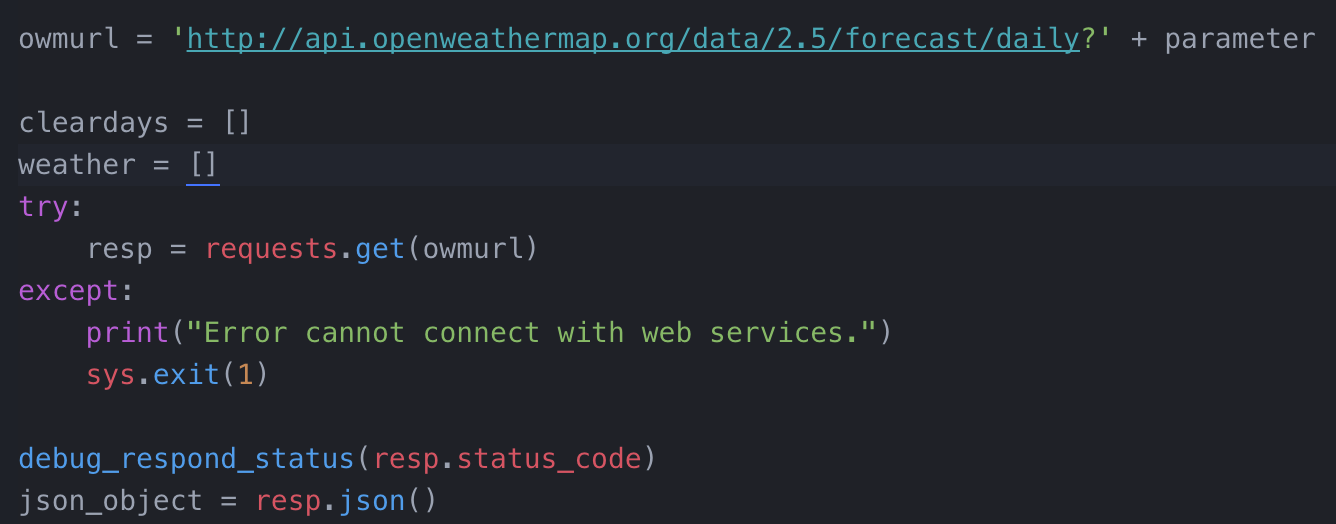 owmurl = 'http://api.openweathermap.org/data/2.5/forecast/daily?' + parameter

cleardays = []
weather = []
try:
    resp = requests.get(owmurl)
except:
    print("Error cannot connect with web services.")
    sys.exit(1)

debug_respond_status(resp.status_code)
json_object = resp.json()